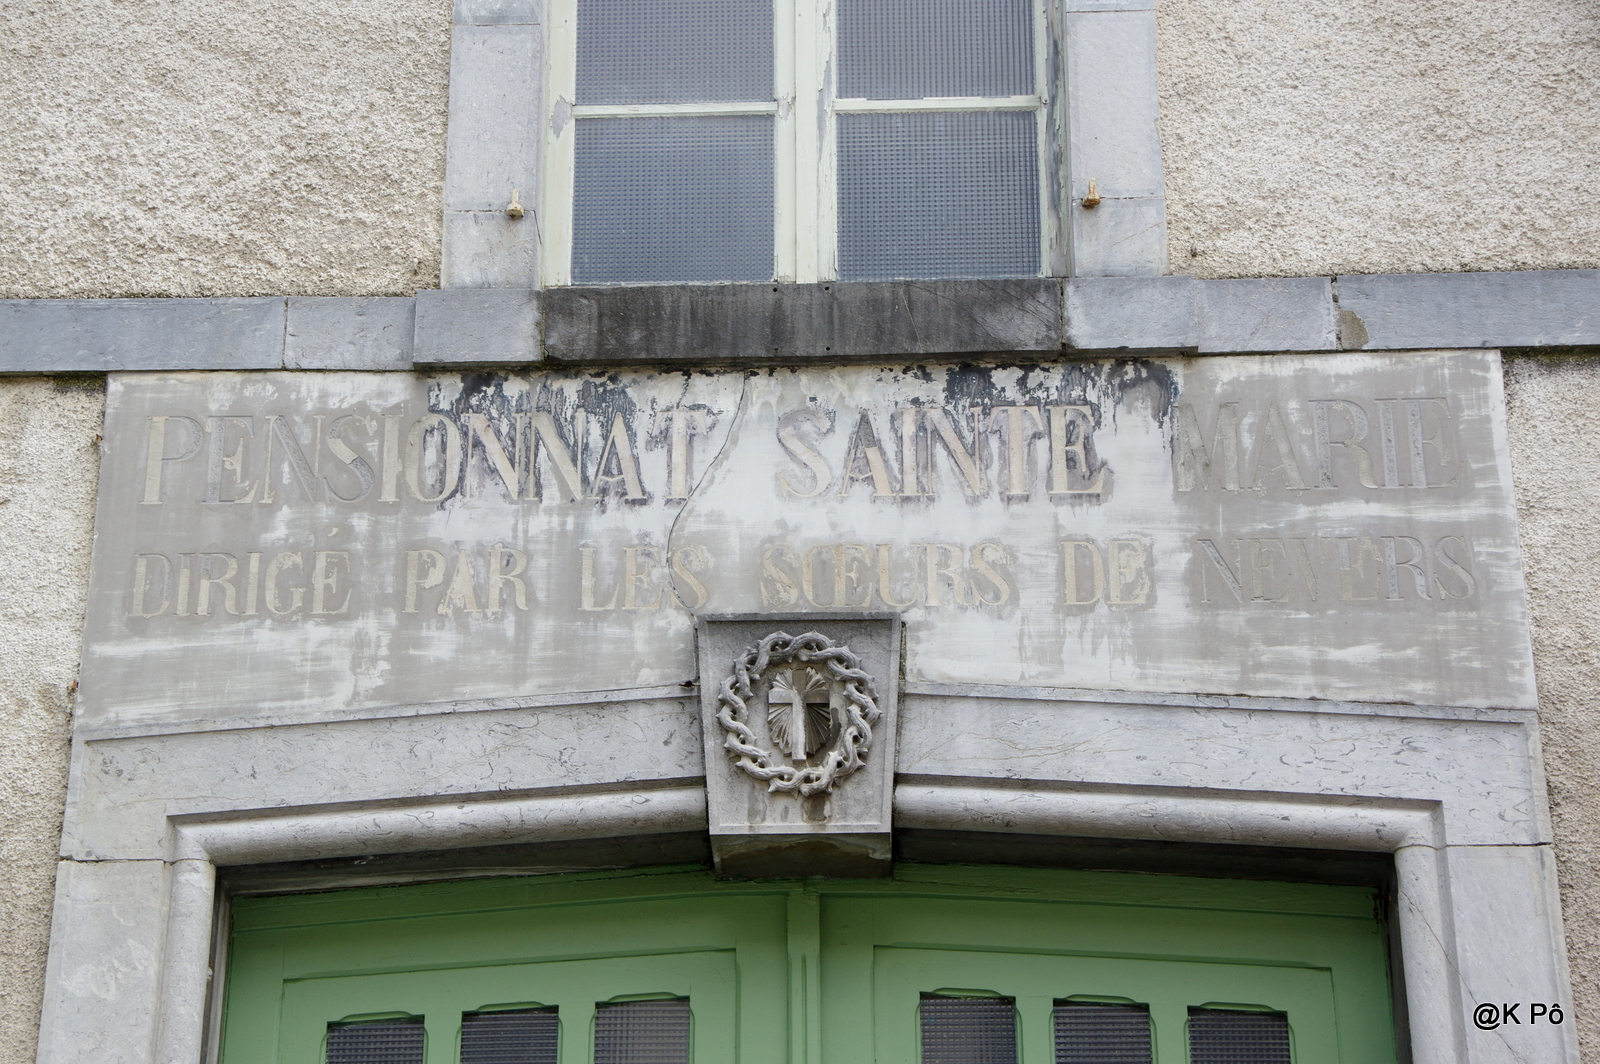 PENSIONNAT SAINTE MARIE
DIRIGÉ PAR LES SŒURS DE NEVERS
@K Pô